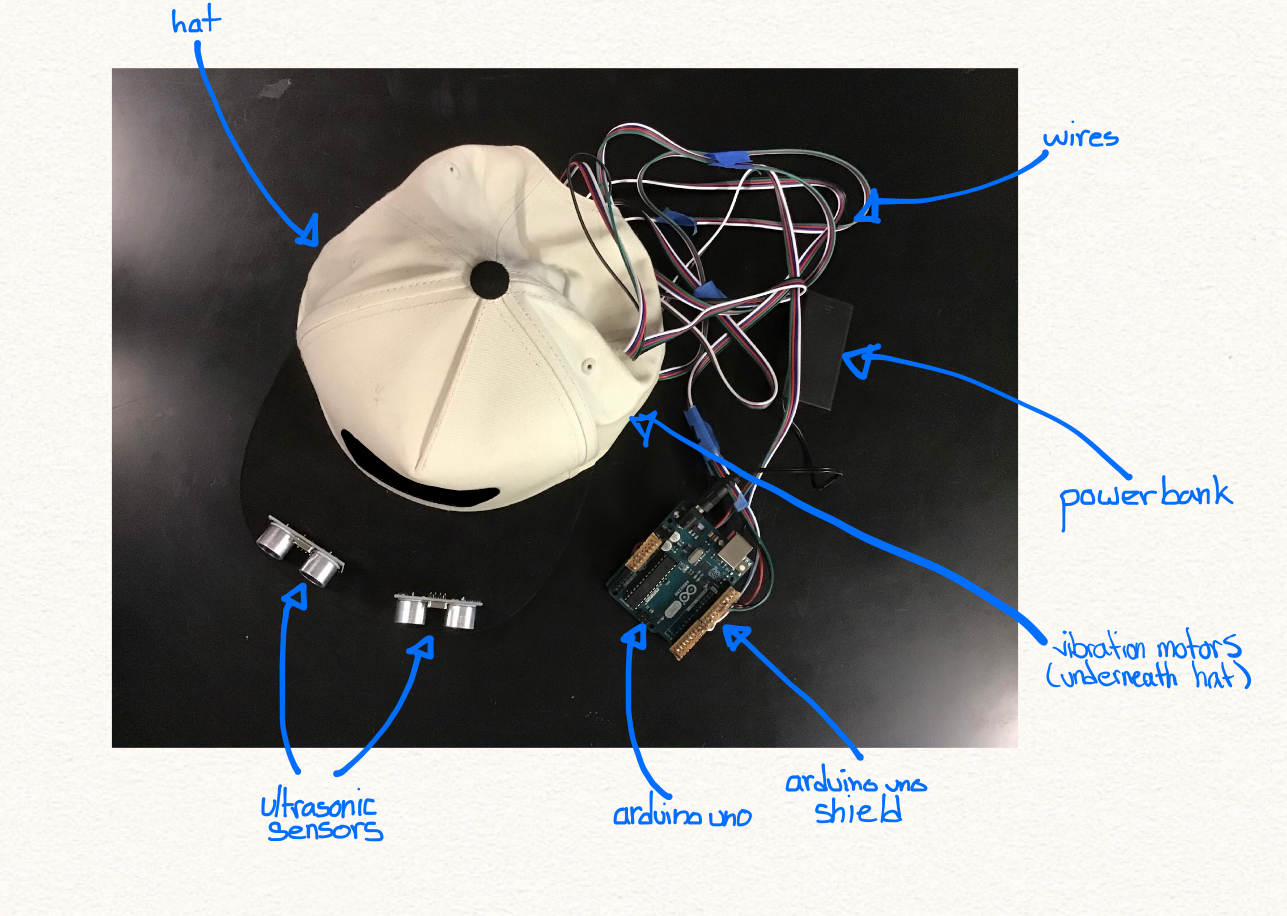 hat
wires
powerbank
vibration motors
(underneath hat)
ultrasonic
sensors
arduino uno
arduino uno
shield